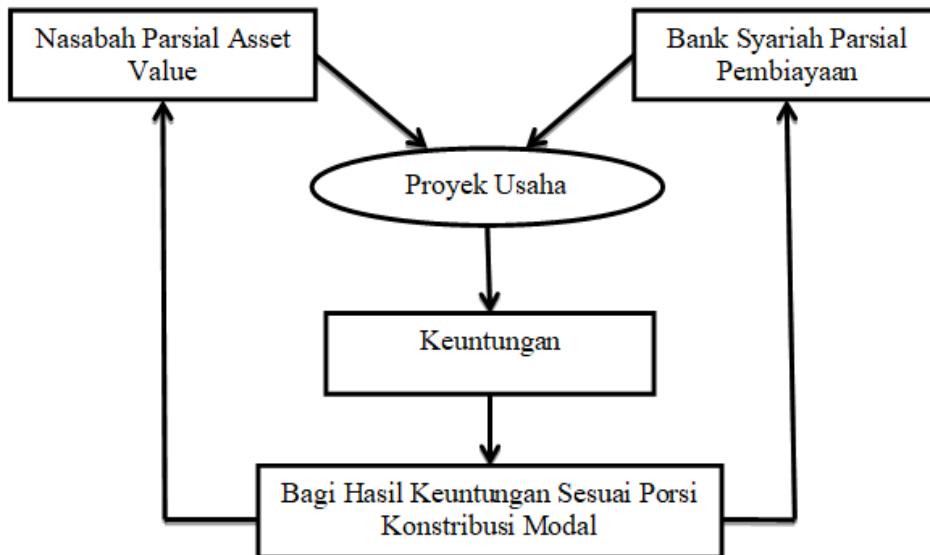 Nasabah Parsial Asset
Value
Bank Syariah Parsial
Pembiayaan
Proyek Usaha
Keuntungan
Bagi Hasil Keuntungan Sesuai Porsi
Konstribusi Modal